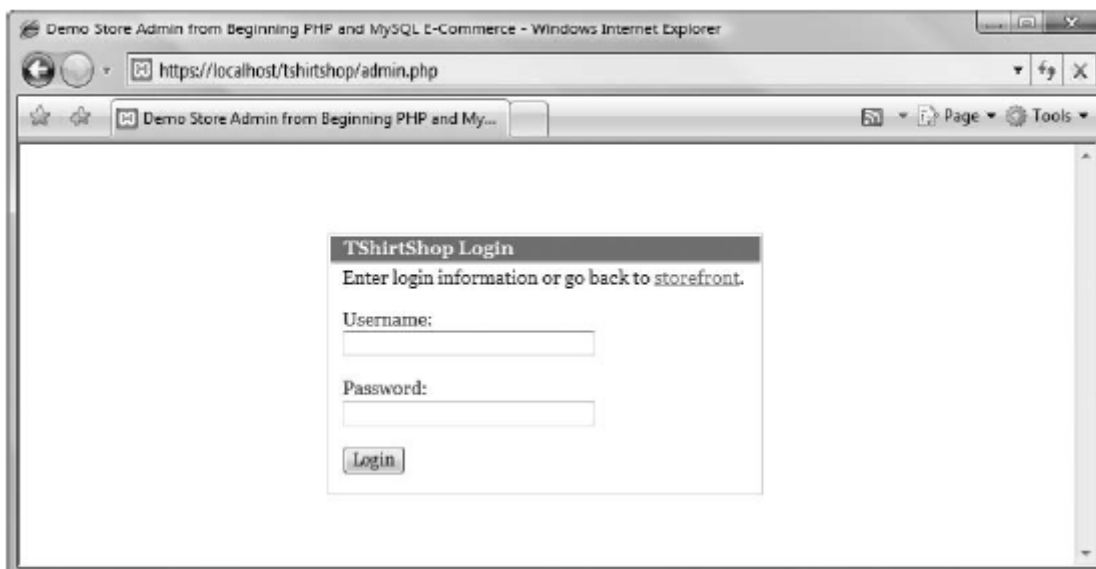 Demo Store Admin from Beginning PHP and MySQL E-Commerce - Windows Internet Explorer
https://localhost/tshirtshop/admin.php
Demo Store Admin from Beginning PHP and My...
Page
Tools
TShirtShop Login
Enter login information or go back to storefront.
Username:
Password:
Login